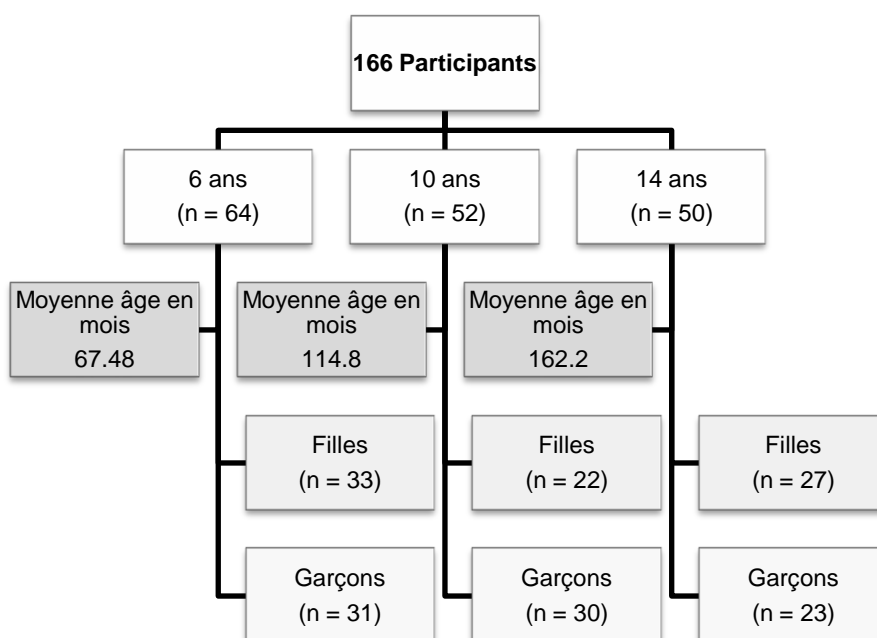 166 Participants
6 ans
(n = 64)
10 ans
(n = 52)
14 ans
(n = 50)
Moyenne âge en
mois
67.48
Moyenne âge en
mois
114.8
Moyenne âge en
mois
162.2
Filles
(n = 33)
Filles
(n = 22)
Filles
(n = 27)
Garçons
(n = 31)
Garçons
(n = 30)
Garçons
(n = 23)